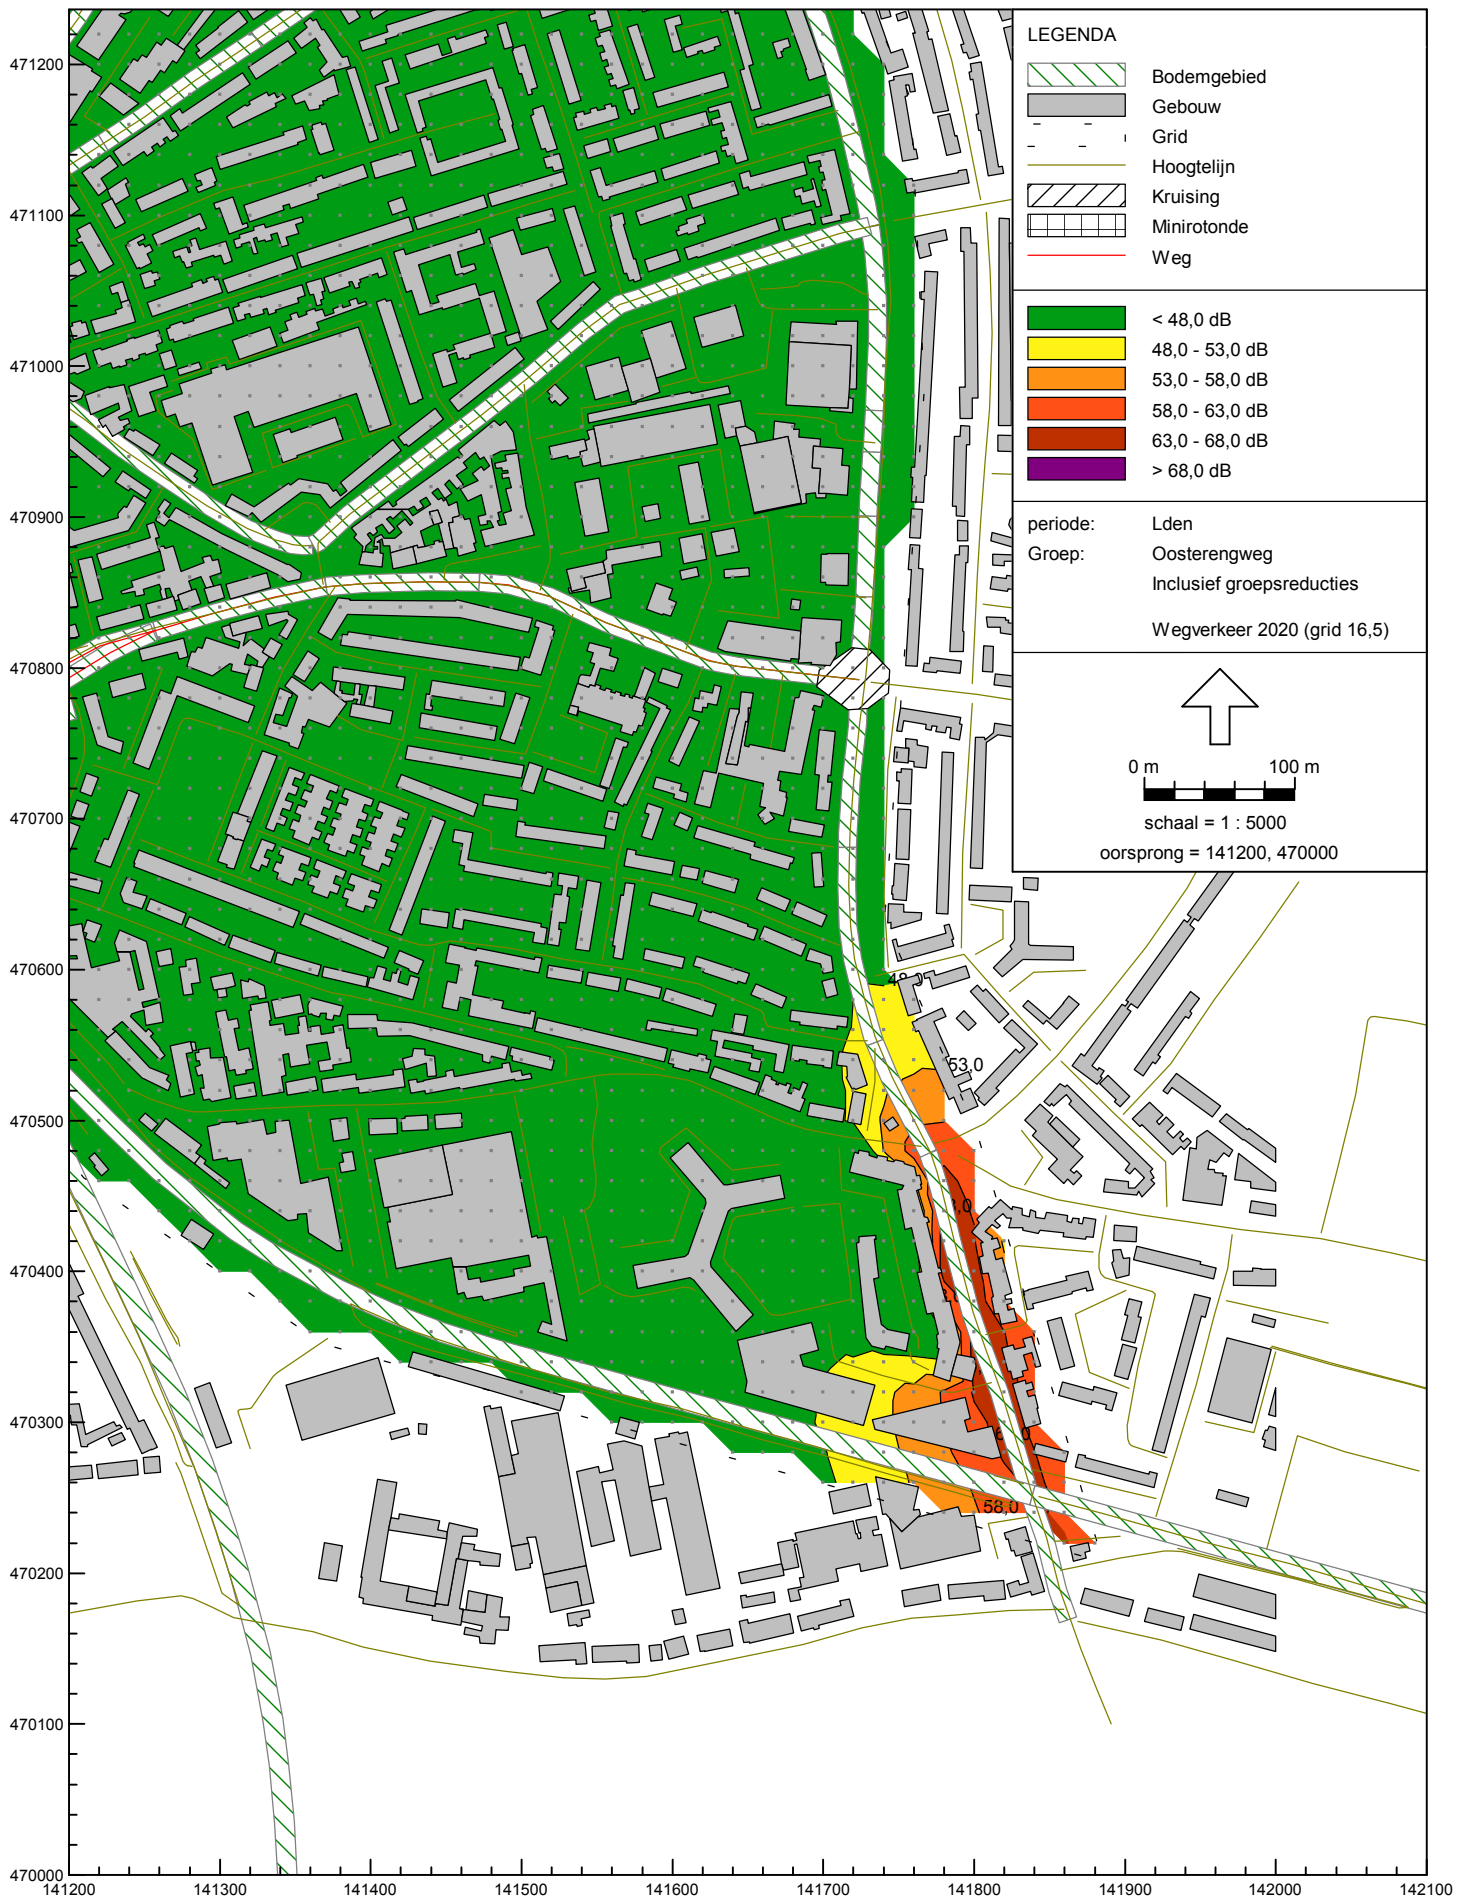 LEGENDA
Bodemgebied
Gebouw
Grid
Hoogtelijn
Kruising
Minirotonde
Weg
< 48,0 dB
48,0 - 53,0 dB
53,0 - 58,0 dB
58,0 - 63,0 dB
63,0 - 68,0 dB
> 68,0 dB
periode: Lden
Groep: Oosterengweg
Inclusief groepsreducties
Wegverkeer 2020 (grid 16,5)
0 m 100 m
schaal = 1 : 5000
oorsprong = 141200, 470000
471200
471100
471000
470900
470800
470700
470600
48,0
53,0
470500
470400
470300
58,0
470200
470100
470000
141200 141300 141400 141500 141600 141700 141800 141900 142000 142100